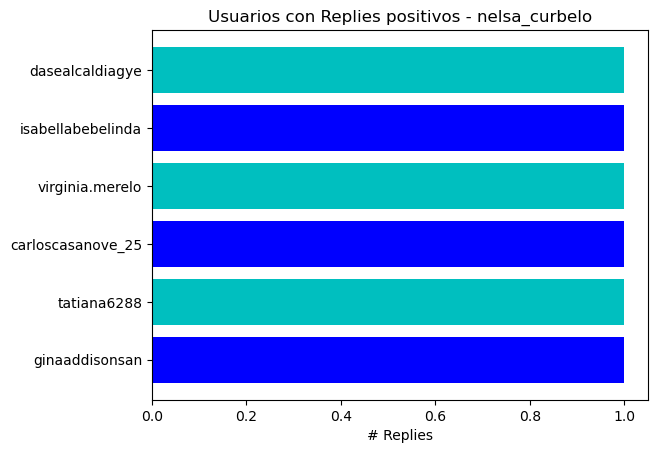 Usuarios con Replies positivos - nelsa_curbelo
dasealcaldiagye
isabellabebelinda
virginia.merelo
carloscasanove_25
tatiana6288
ginaaddisonsan
0.0 0.2 0.4 0.6 0.8 1.0
# Replies